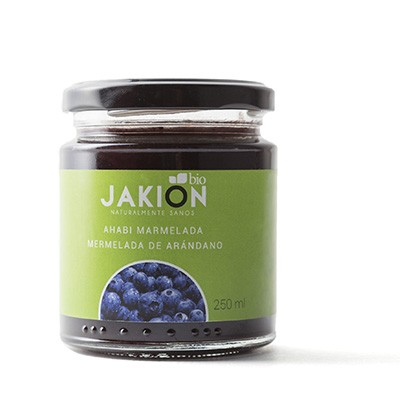 bio
JAKION
NATURALMENTE SANOS
AHABI MARMELADA
MERMELADA DE ARÁNDANO
250 ml